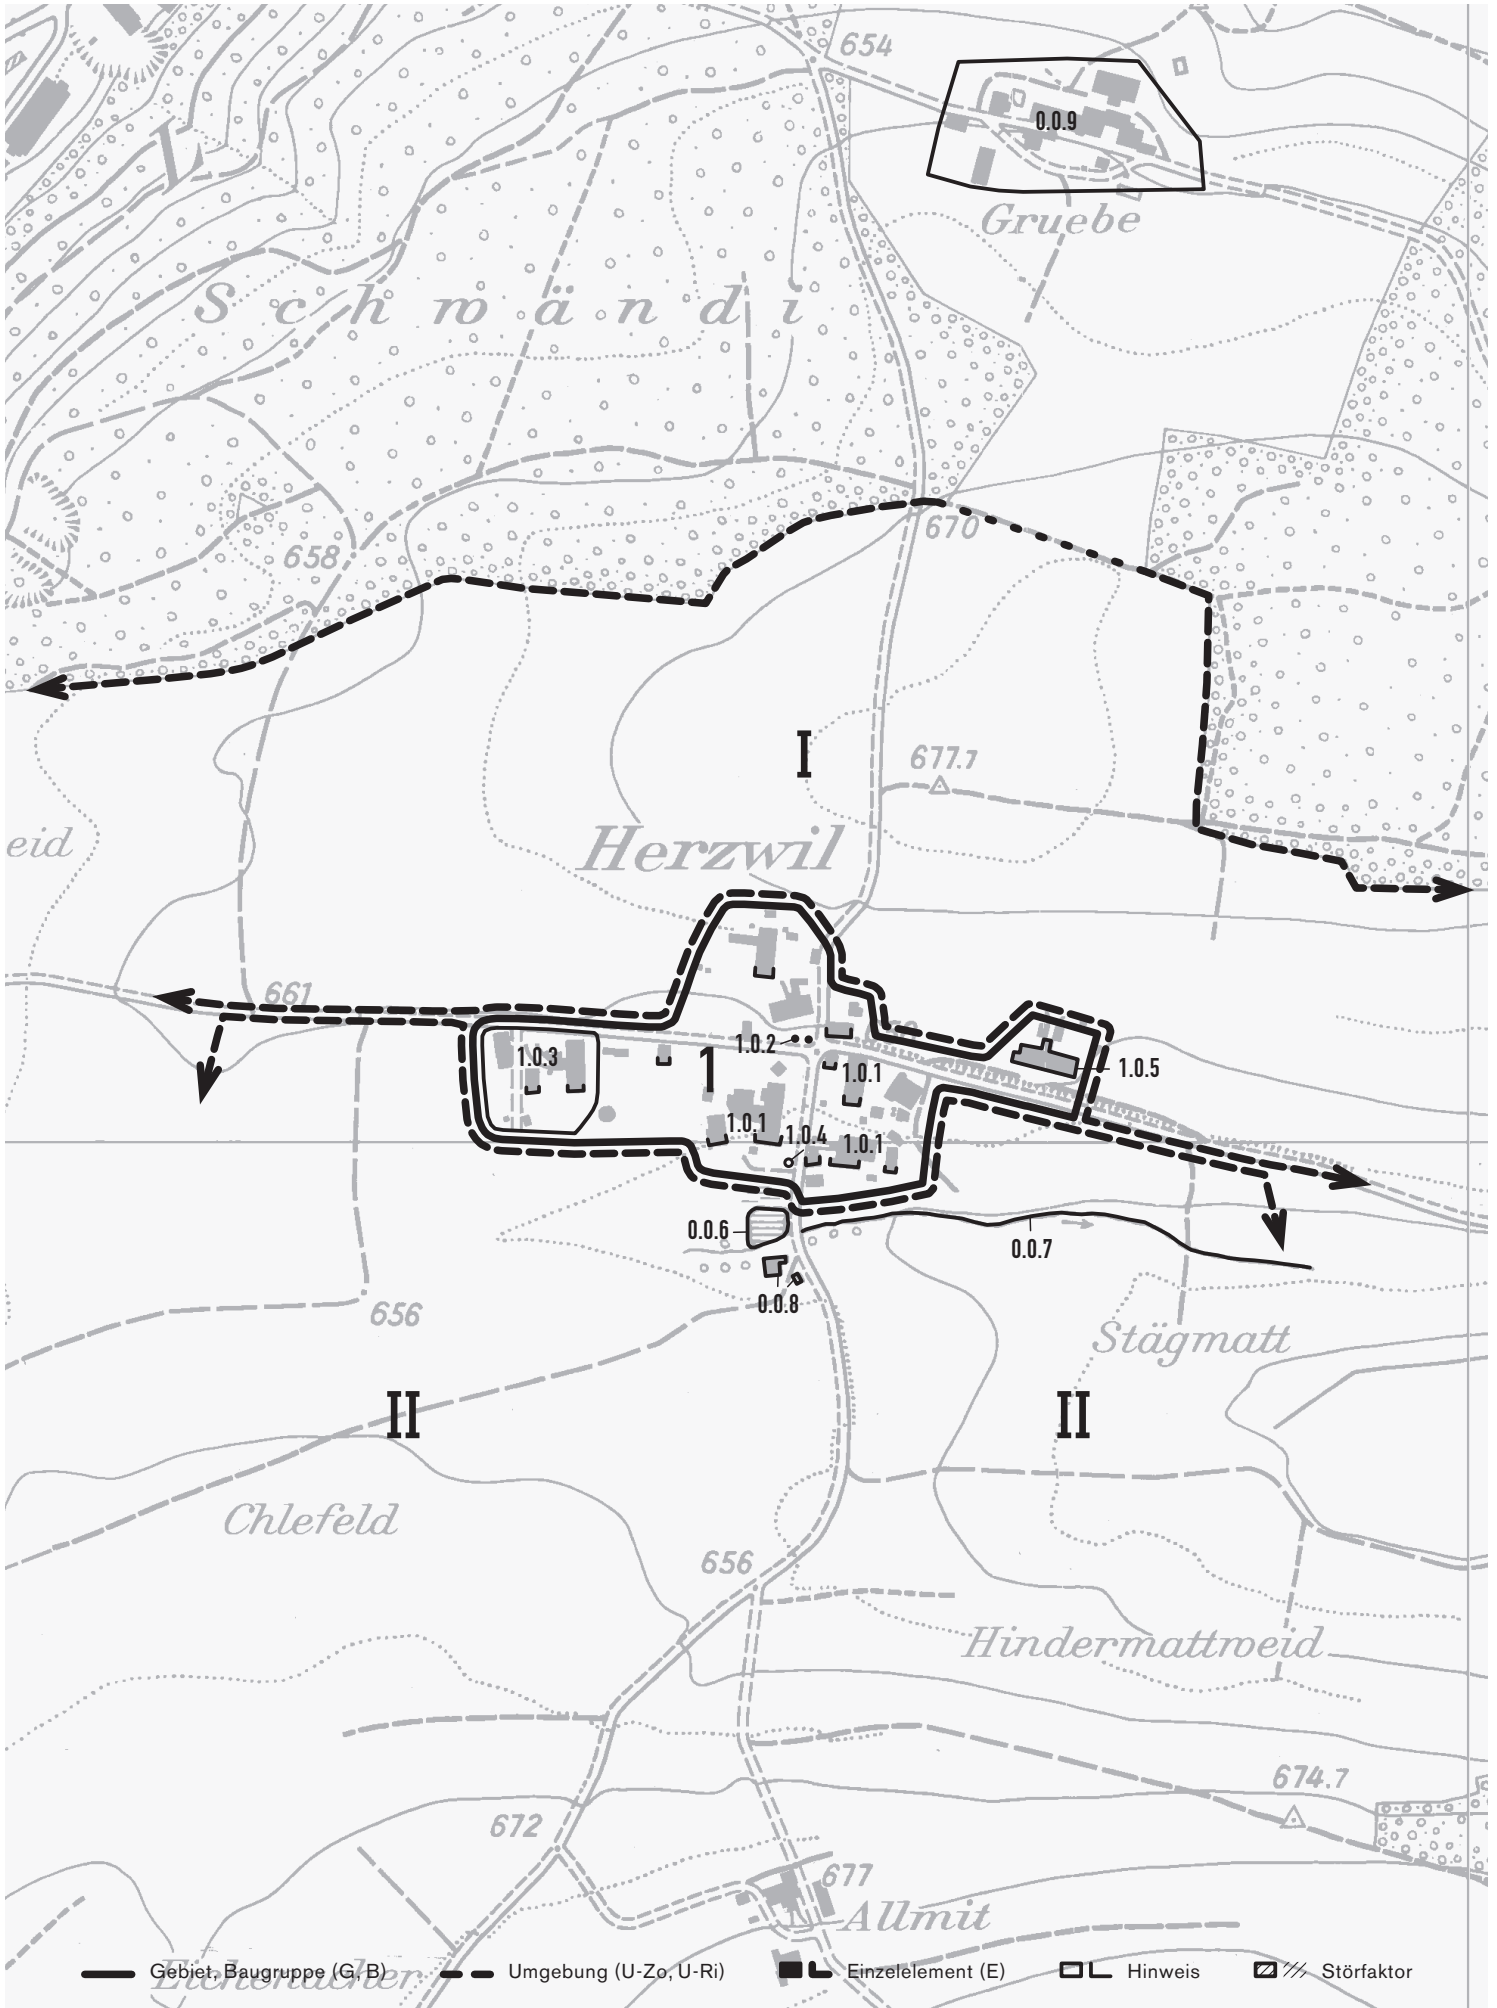 654
0.0.9
Gruebe
Schwändi
670
658
I
677.7
eid
Herzwil
661
1.0.2
1.0.3
1
1.0.1
1.0.5
1.0.1
1.0.4
1.0.1
0.0.6
0.0.7
0.0.8
656
Stägmatt
II
II
Chlefeld
656
Hindermattweid
674.7
672
677
Allmit
Eichenacher
Gebiet, Baugruppe (G, B)
Umgebung (U-Zo, U-Ri)
Einzelelement (E)
Hinweis
Störfaktor